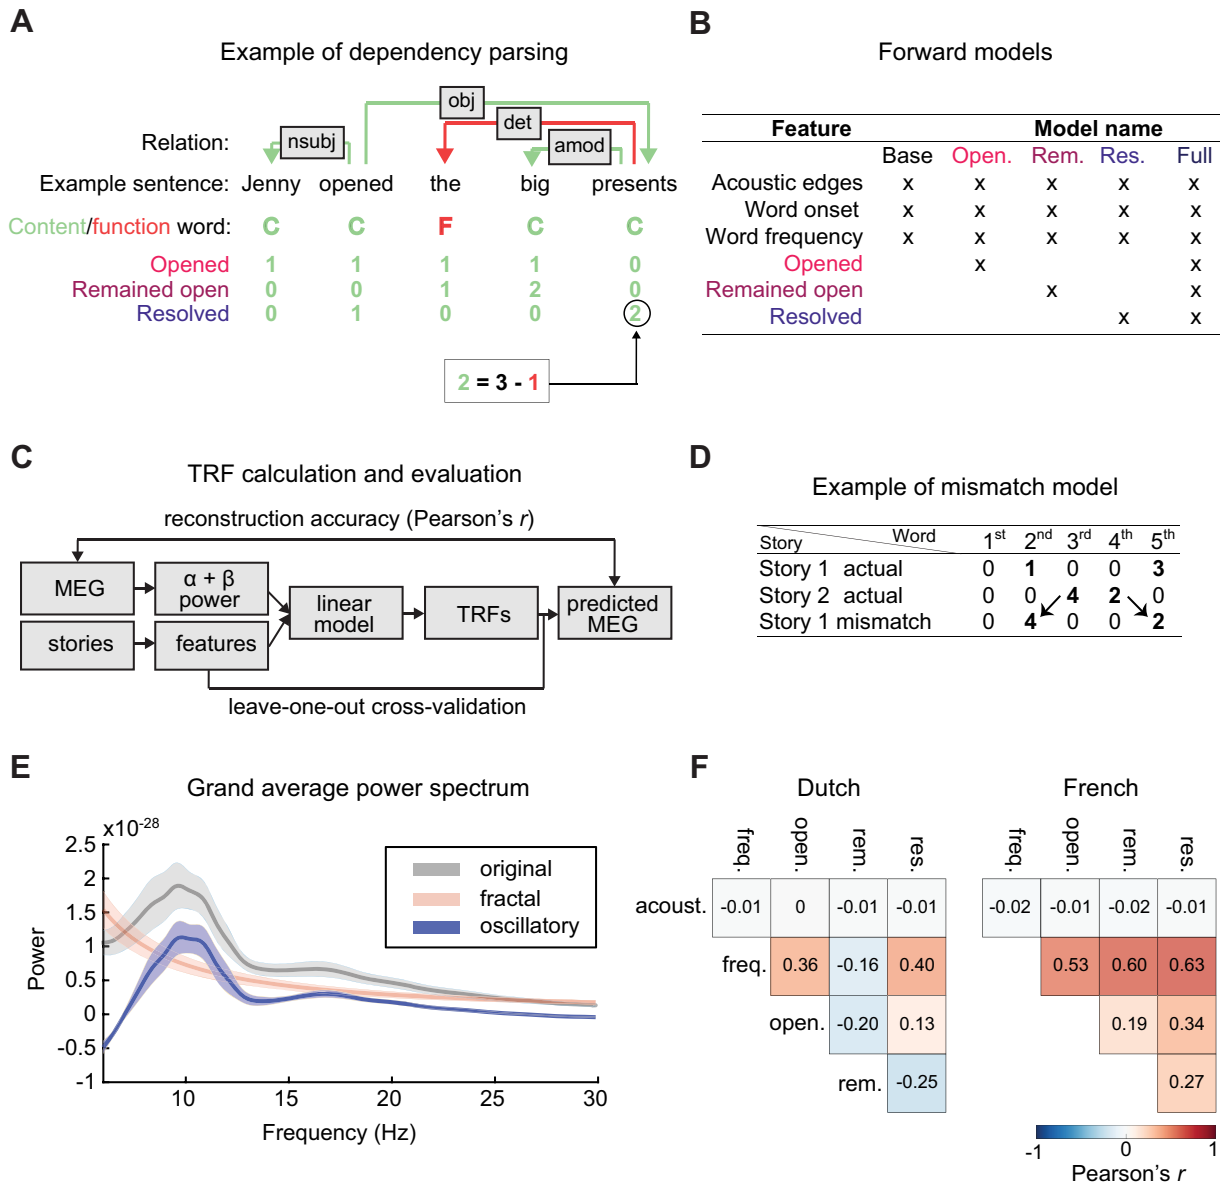 A
Example of dependency parsing
Relation:
nsubj
obj
det
amod
Example sentence: Jenny opened the big presents
Content/function word: C C F C C
Opened 1 1 1 1 0
Remained open 0 0 1 2 0
Resolved 0 1 0 0 2
2 = 3 - 1
B
Forward models
Feature Model name
Base Open. Rem. Res. Full
Acoustic edges x x x x x
Word onset x x x x x
Word frequency x x x x x
Opened x x
Remained open x x
Resolved x x
C
TRF calculation and evaluation
reconstruction accuracy (Pearson's r)
MEG
α + β
power
stories
features
linear
model
TRFs
predicted
MEG
leave-one-out cross-validation
D
Example of mismatch model
Word
Story 1st 2nd 3rd 4th 5th
Story 1 actual 0 1 0 0 3
Story 2 actual 0 0 4 2 0
Story 1 mismatch 0 4 0 0 2
E
Grand average power spectrum
x10-28
2.5
2
1.5
1
0.5
0
-0.5
-1
Power
original
fractal
oscillatory
10 15 20 25 30
Frequency (Hz)
F
Dutch
freq. open. rem. res.
acoust. -0.01 0 -0.01 -0.01
freq. 0.36 -0.16 0.40
open. -0.20 0.13
rem. -0.25
French
freq. open. rem. res.
-0.02 -0.01 -0.02 -0.01
0.53 0.60 0.63
0.19 0.34
0.27
-1 0 1
Pearson's r